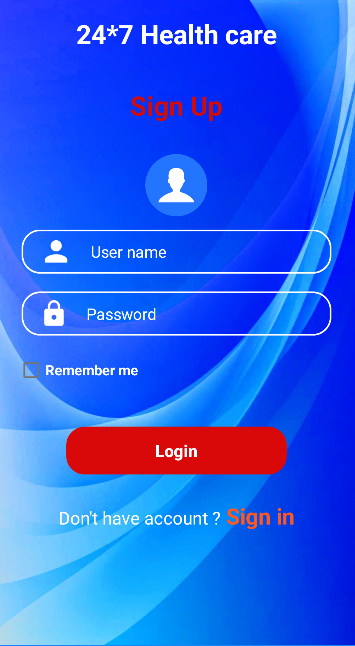 24*7 Health care
Sign Up
User name
Password
Remember me
Login
Don't have account ? Sign in